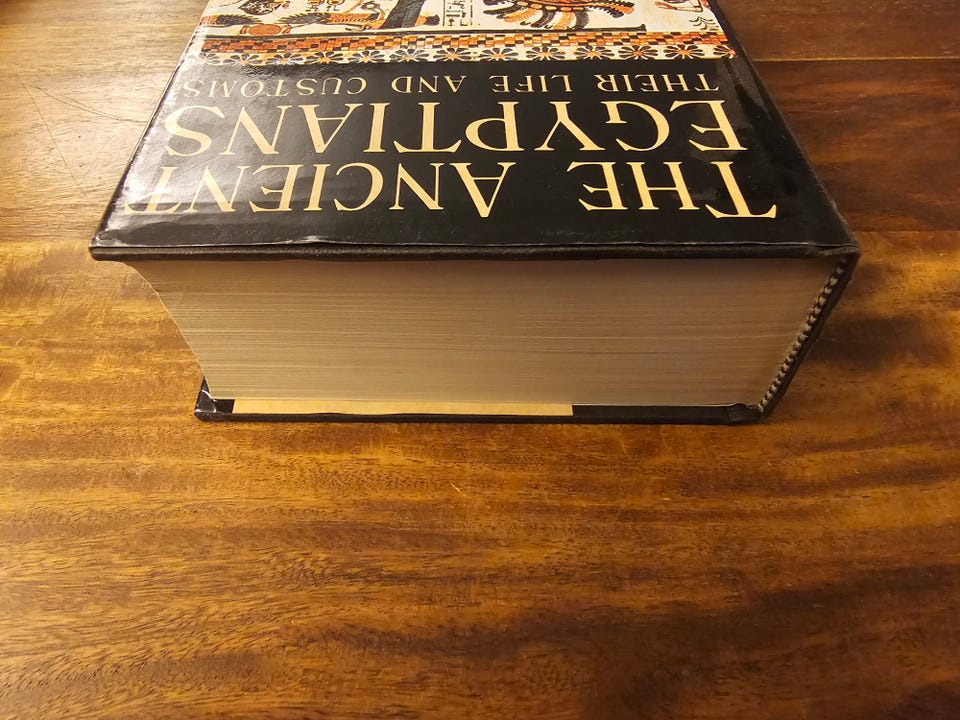 THE ANCIENT
EGYPTIANS
THEIR LIFE AND CUSTOMS